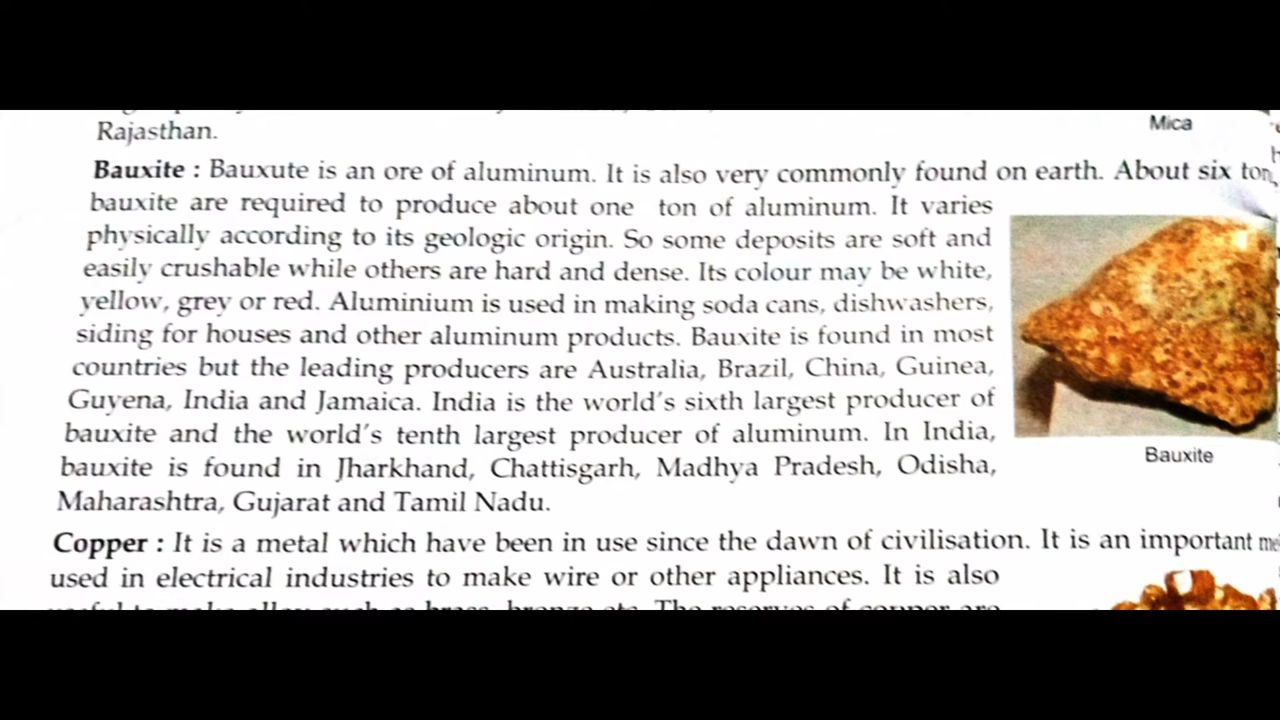 Rajasthan.
Mica
Bauxite : Bauxute is an ore of aluminum. It is also very commonly found on earth. About six ton
bauxite are required to produce about one ton of aluminum. It varies
physically according to its geologic origin. So some deposits are soft and
easily crushable while others are hard and dense. Its colour may be white,
yellow, grey or red. Aluminium is used in making soda cans, dishwashers,
siding for houses and other aluminum products. Bauxite is found in most
countries but the leading producers are Australia, Brazil, China, Guinea,
Guyena, India and Jamaica. India is the world's sixth largest producer of
bauxite and the world's tenth largest producer of aluminum. In India,
bauxite is found in Jharkhand, Chattisgarh, Madhya Pradesh, Odisha,
Maharashtra, Gujarat and Tamil Nadu.
Bauxite
Copper : It is a metal which have been in use since the dawn of civilisation. It is an important
used in electrical industries to make wire or other appliances. It is also